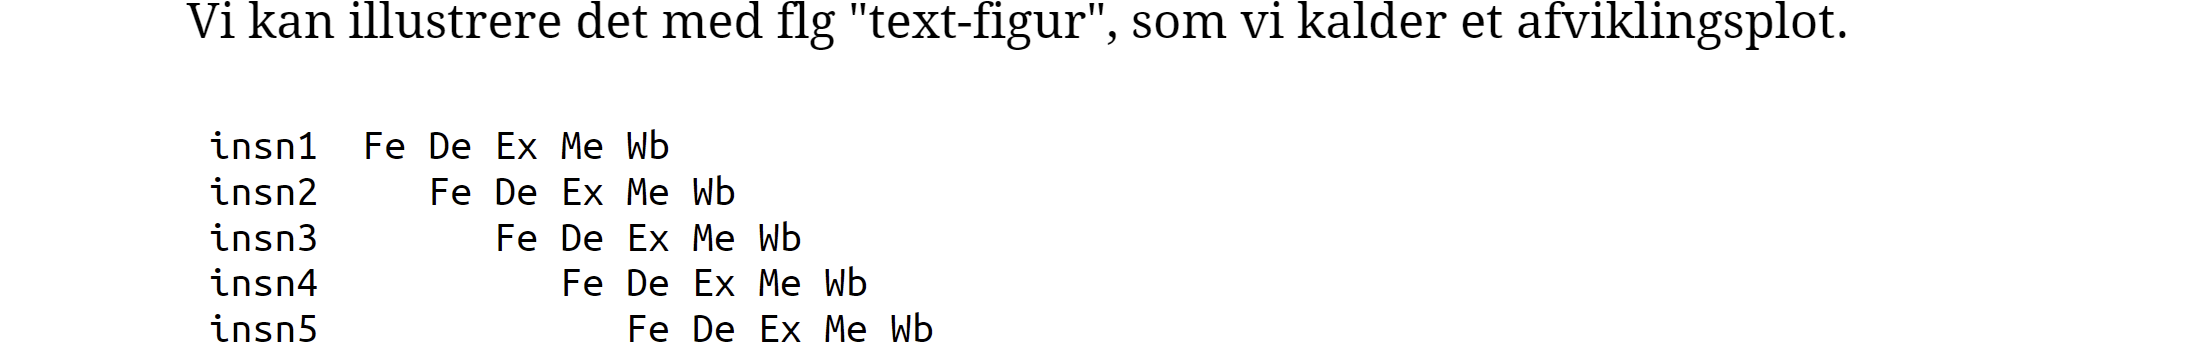 Vi kan illustrere det med flg "text-figur", som vi kalder et afviklingsplot.
insn1  Fe De Ex Me Wb
insn2     Fe De Ex Me Wb
insn3        Fe De Ex Me Wb
insn4           Fe De Ex Me Wb
insn5              Fe De Ex Me Wb